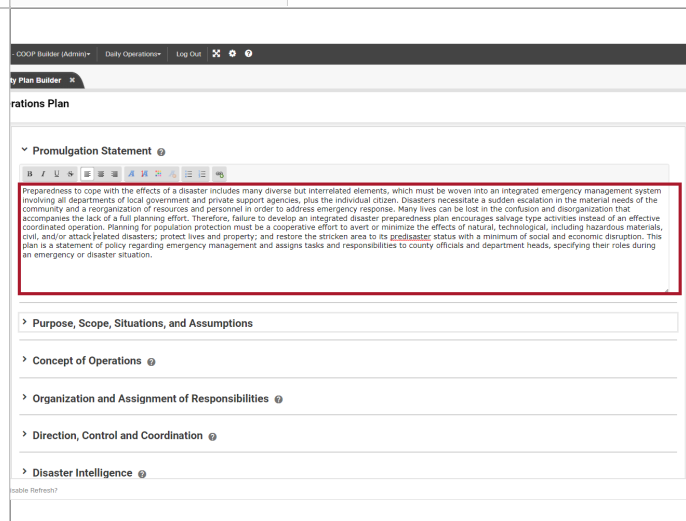 - COOP Builder (Admin) Daily Operations Log Out
ty Plan Builder
rations Plan
Promulgation Statement
B I U S
Preparedness to cope with the effects of a disaster includes many diverse but interrelated elements, which must be woven into an integrated emergency management system
involving all departments of local government and private support agencies, plus the individual citizen. Disasters necessitate a sudden escalation in the material needs of the
community and a reorganization of resources and personnel in order to address emergency response. Many lives can be lost in the confusion and disorganization that
accompanies the lack of a full planning effort. Therefore, failure to develop an integrated disaster preparedness plan encourages salvage type activities instead of an effective
coordinated operation. Planning for population protection must be a cooperative effort to avert or minimize the effects of natural, technological, including hazardous materials,
civil, and/or attack related disasters; protect lives and property; and restore the stricken area to its predisaster status with a minimum of social and economic disruption. This
plan is a statement of policy regarding emergency management and assigns tasks and responsibilities to county officials and department heads, specifying their roles during
an emergency or disaster situation.
Purpose, Scope, Situations, and Assumptions
Concept of Operations
Organization and Assignment of Responsibilities
Direction, Control and Coordination
Disaster Intelligence
isable Refresh?